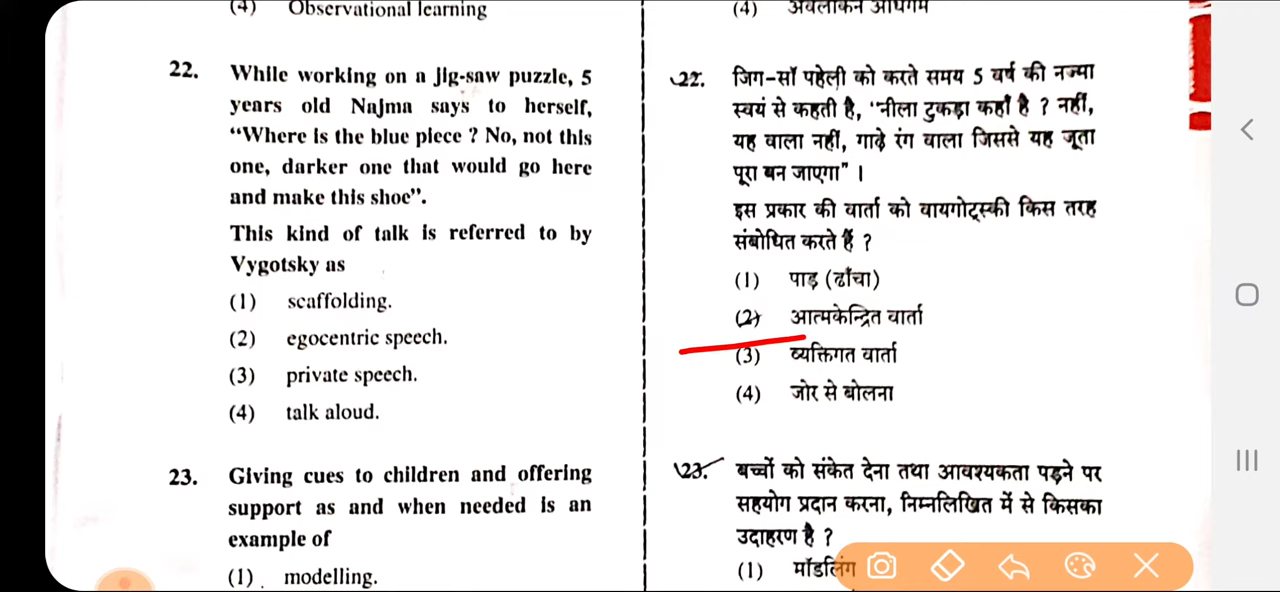 (4) Observational learning
22. While working on a Jig-saw puzzle, 5
years old Najma says to herself,
"Where is the blue piece ? No, not this
one, darker one that would go here
and make this shoe".
This kind of talk is referred to by
Vygotsky as
(1) scaffolding.
(2) egocentric speech.
(3) private speech.
(4) talk aloud.
23. Giving cues to children and offering
support as and when needed is an
example of
(1) modelling.
(4) अवलोकन अधिगम
22. जिग-सॉ पहेली को करते समय 5 वर्ष की नज्मा
स्वयं से कहती है, "नीला टुकड़ा कहाँ है ? नहीं,
यह वाला नहीं, गाढ़े रंग वाला जिससे यह जूता
पूरा बन जाएगा" ।
इस प्रकार की वार्ता को वायगोट्स्की किस तरह
संबोधित करते हैं ?
(1) पाड़ (ढाँचा)
(2) आत्मकेन्द्रित वार्ता
(3) व्यक्तिगत वार्ता
(4) जोर से बोलना
23. बच्चों को संकेत देना तथा आवश्यकता पड़ने पर
सहयोग प्रदान करना, निम्नलिखित में से किसका
उदाहरण है ?
(1) मॉडलिंग